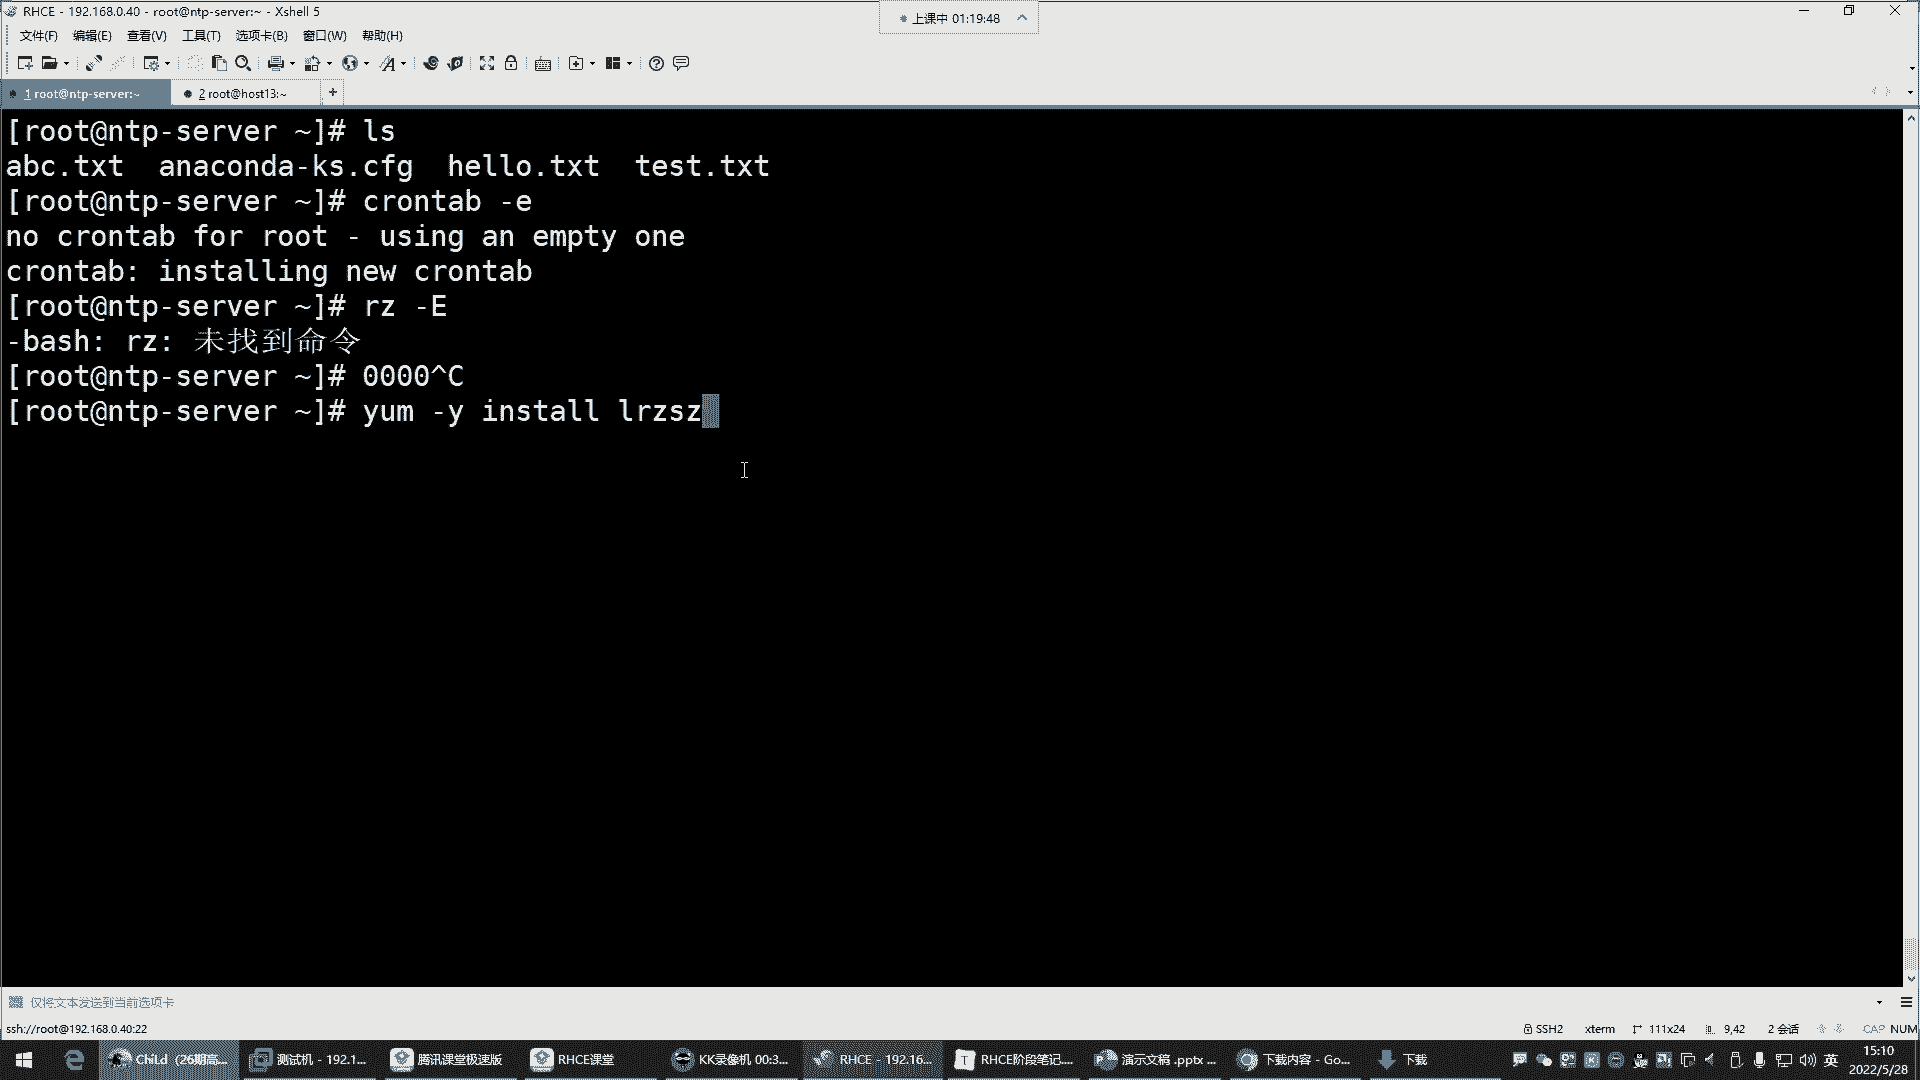 RHCE - 192.168.0.40 - root@ntp-server:~ - Xshell 5
上课中 01:19:48
文件(F) 编辑(E) 查看(V) 工具(T) 选项卡(B) 窗口(W) 帮助(H)
1 root@ntp-server:~ 2 root@host13:~ +
[root@ntp-server ~]# ls
abc.txt  anaconda-ks.cfg  hello.txt  test.txt
[root@ntp-server ~]# crontab -e
no crontab for root - using an empty one
crontab: installing new crontab
[root@ntp-server ~]# rz -E
-bash: rz: 未找到命令
[root@ntp-server ~]# 0000^C
[root@ntp-server ~]# yum -y install lrzsz
仅将文本发送到当前选项卡
ssh://root@192.168.0.40:22 SSH2 xterm 111x24 9,42 2 会话 CAP NUM
ChiLd (26期高... 测试机 - 192.1... 腾讯课堂极速版 RHCE课堂 KK录像机 00:3... RHCE - 192.16... RHCE阶段笔记.... 演示文稿 .pptx ... 下载内容 - Go... 下载 英 15:10
2022/5/28